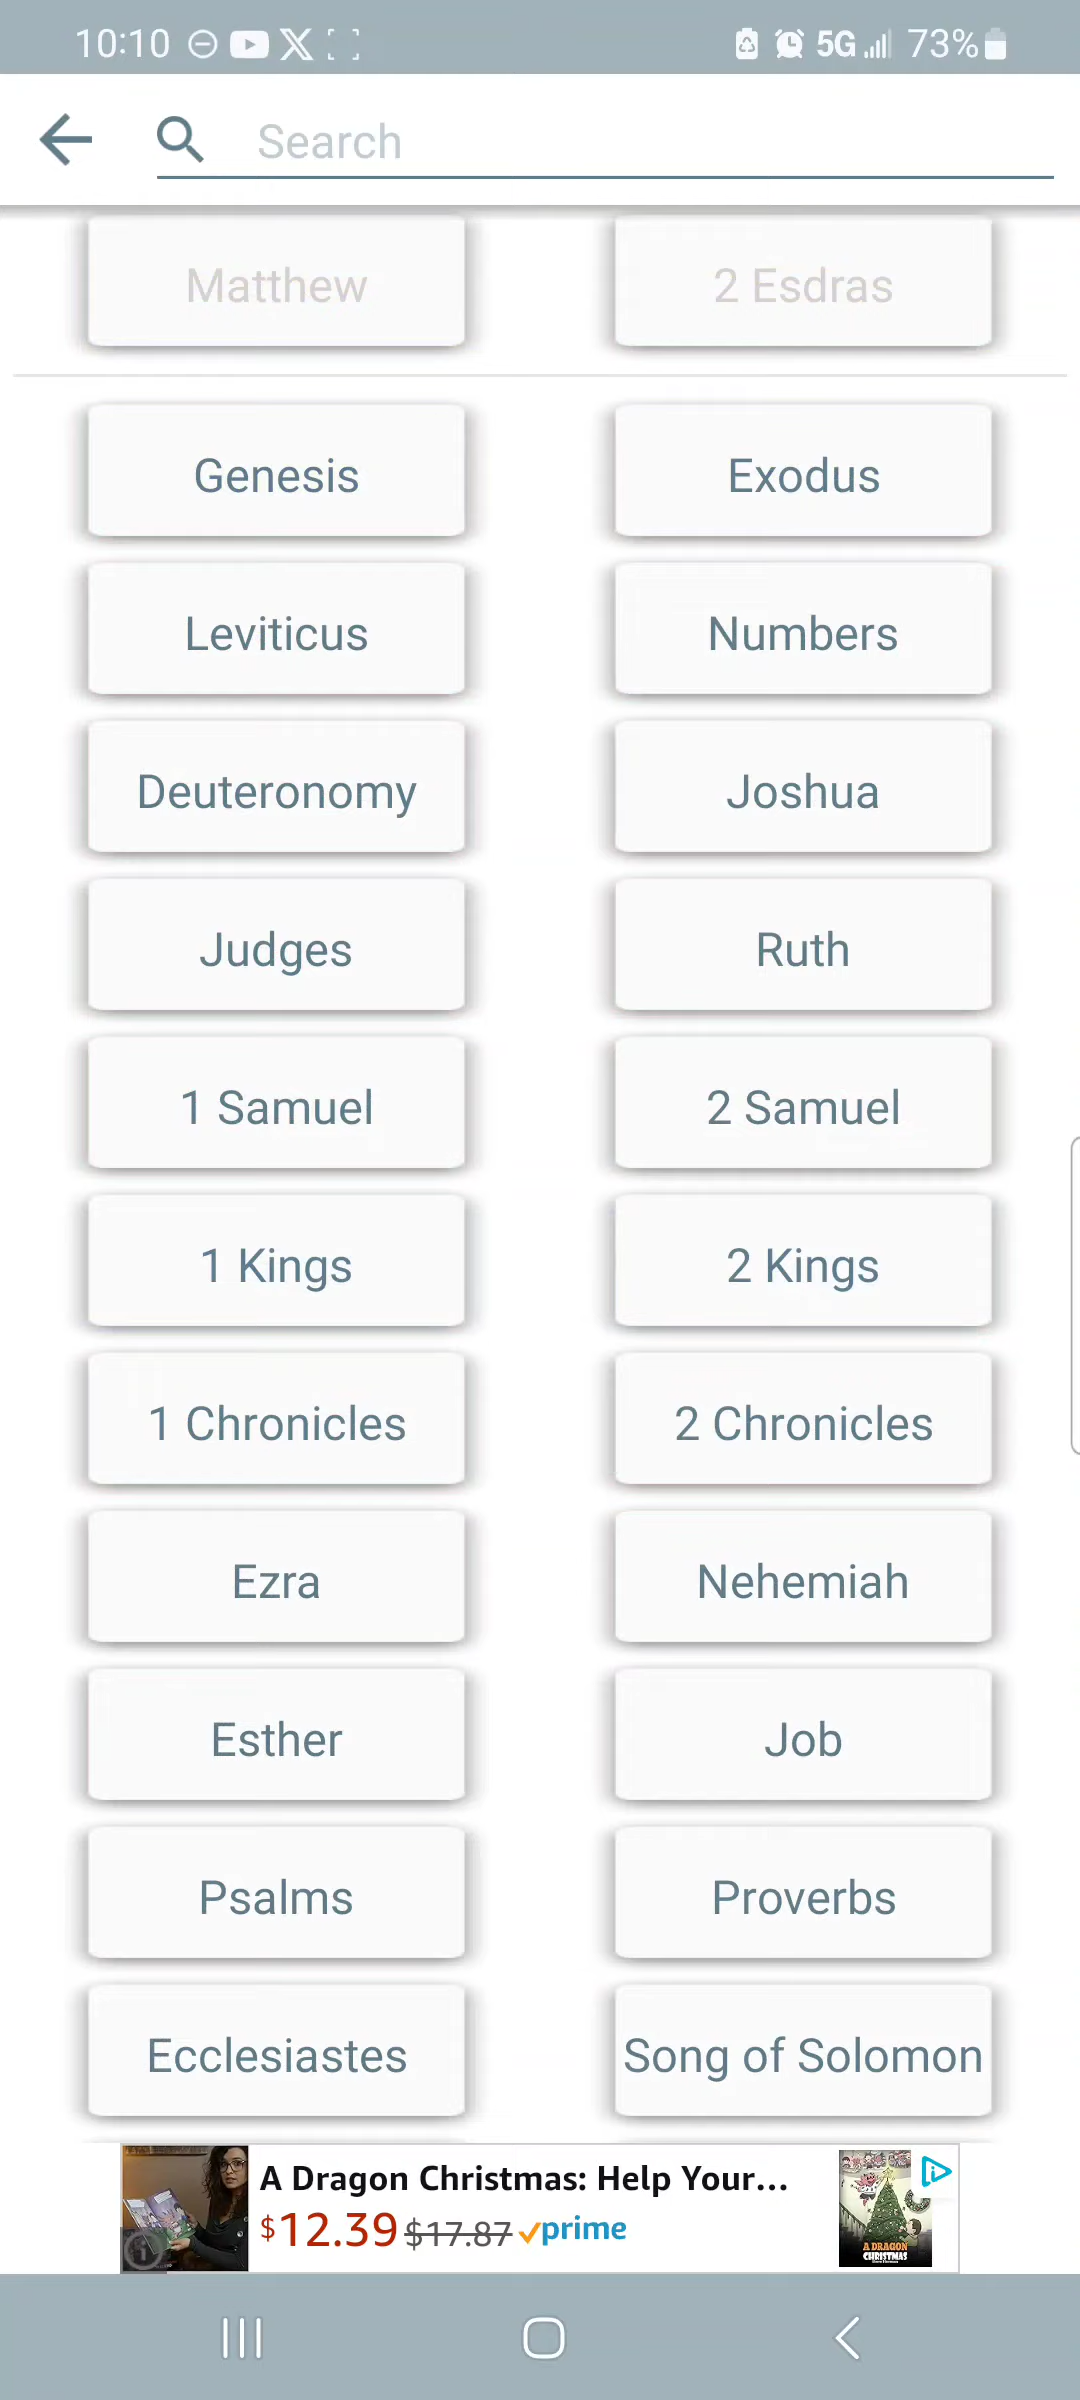 10:10 5G 73%
Search
Matthew 2 Esdras
Genesis Exodus
Leviticus Numbers
Deuteronomy Joshua
Judges Ruth
1 Samuel 2 Samuel
1 Kings 2 Kings
1 Chronicles 2 Chronicles
Ezra Nehemiah
Esther Job
Psalms Proverbs
Ecclesiastes Song of Solomon
A Dragon Christmas: Help Your...
$12.39 $17.87 prime
A DRAGON
CHRISTMAS